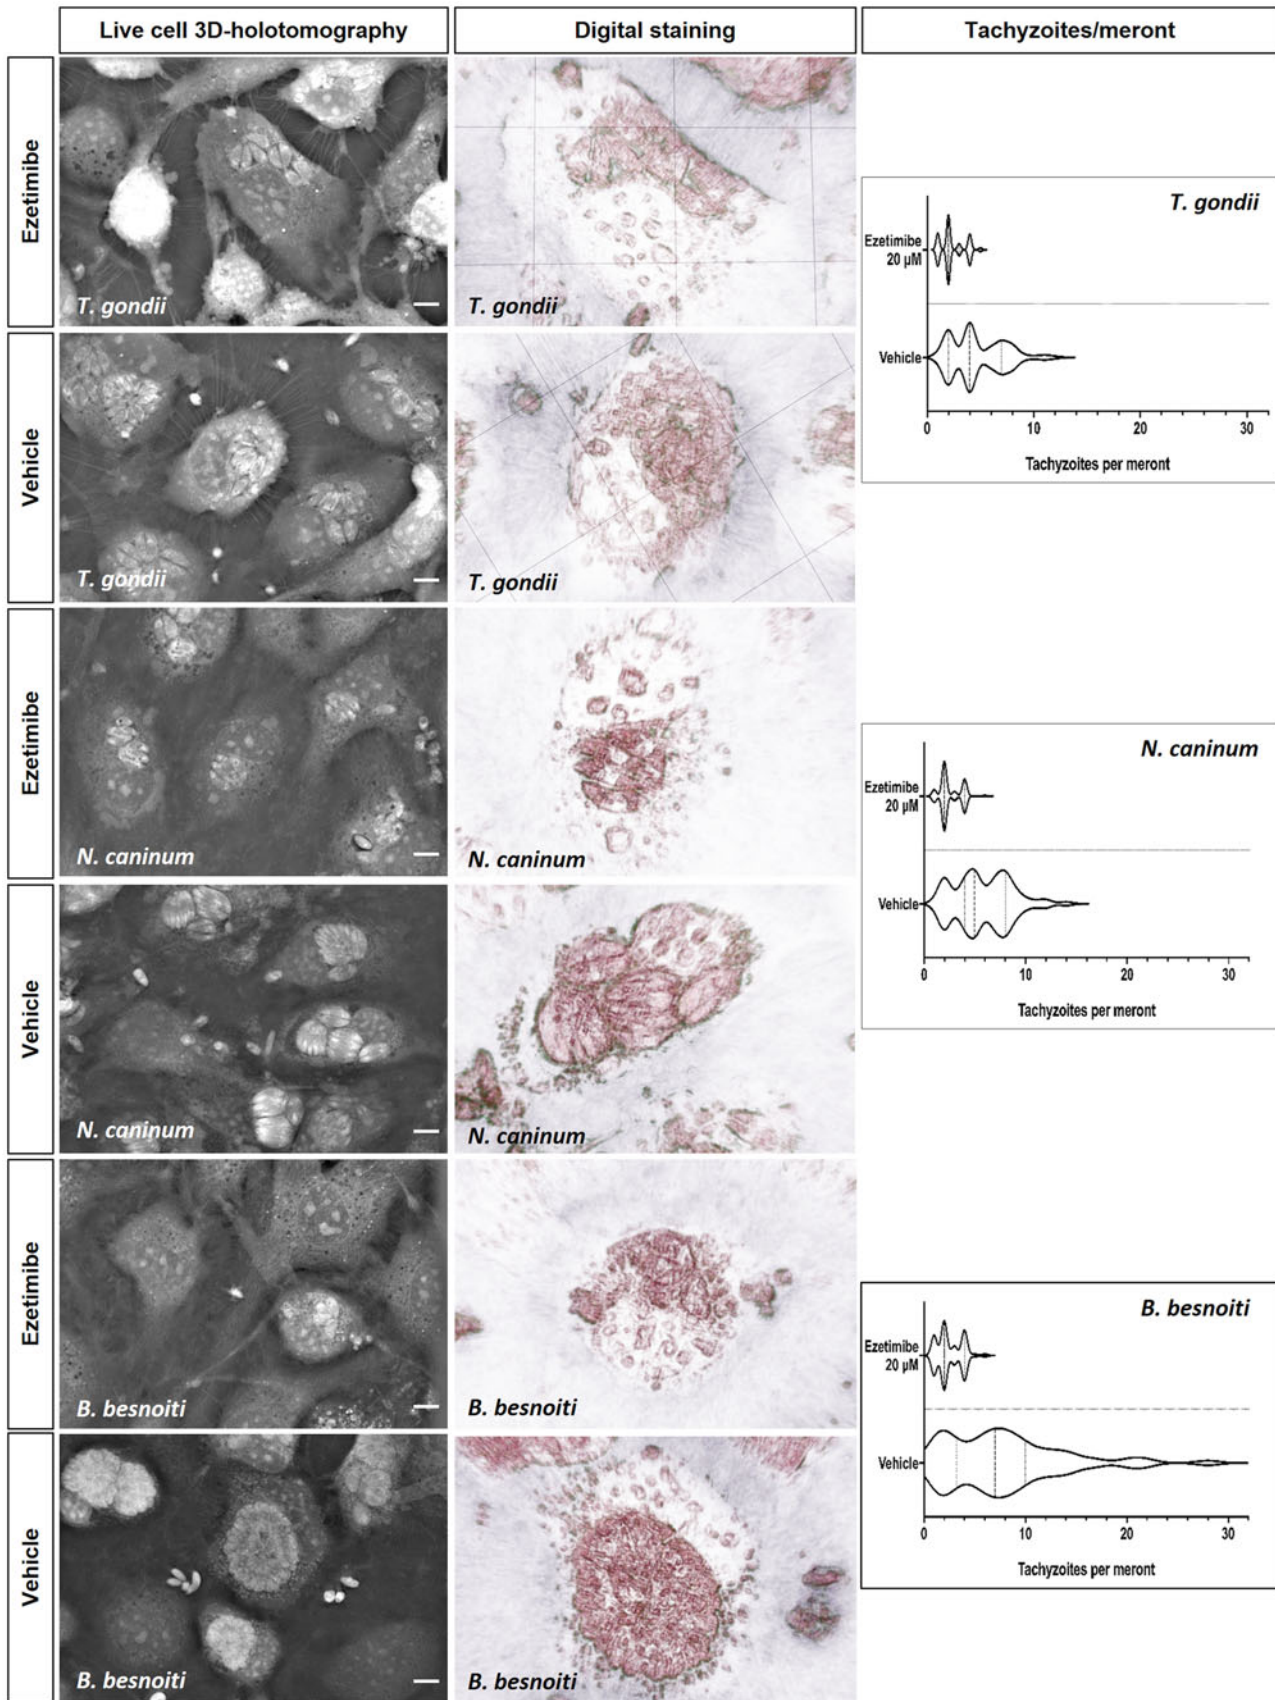 Live cell 3D-holotomography
Digital staining
Tachyzoites/meront
Ezetimibe
T. gondii
T. gondii
T. gondii
Ezetimibe
20 µM
Vehicle
0
10
20
30
Tachyzoites per meront
Vehicle
T. gondii
T. gondii
Ezetimibe
N. caninum
N. caninum
N. caninum
Ezetimibe
20 µM
Vehicle
0
10
20
30
Tachyzoites per meront
Vehicle
N. caninum
N. caninum
Ezetimibe
B. besnoiti
B. besnoiti
B. besnoiti
Ezetimibe
20 µM
Vehicle
0
10
20
30
Tachyzoites per meront
Vehicle
B. besnoiti
B. besnoiti